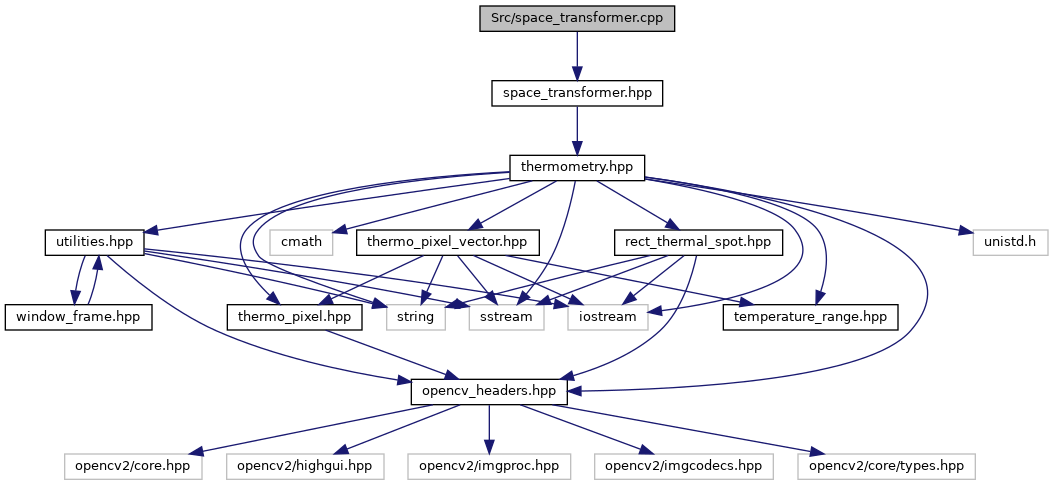 Src/space_transformer.cpp
space_transformer.hpp
thermometry.hpp
utilities.hpp
cmath
thermo_pixel_vector.hpp
rect_thermal_spot.hpp
unistd.h
window_frame.hpp
thermo_pixel.hpp
string
sstream
iostream
temperature_range.hpp
opencv_headers.hpp
opencv2/core.hpp
opencv2/highgui.hpp
opencv2/imgproc.hpp
opencv2/imgcodecs.hpp
opencv2/core/types.hpp